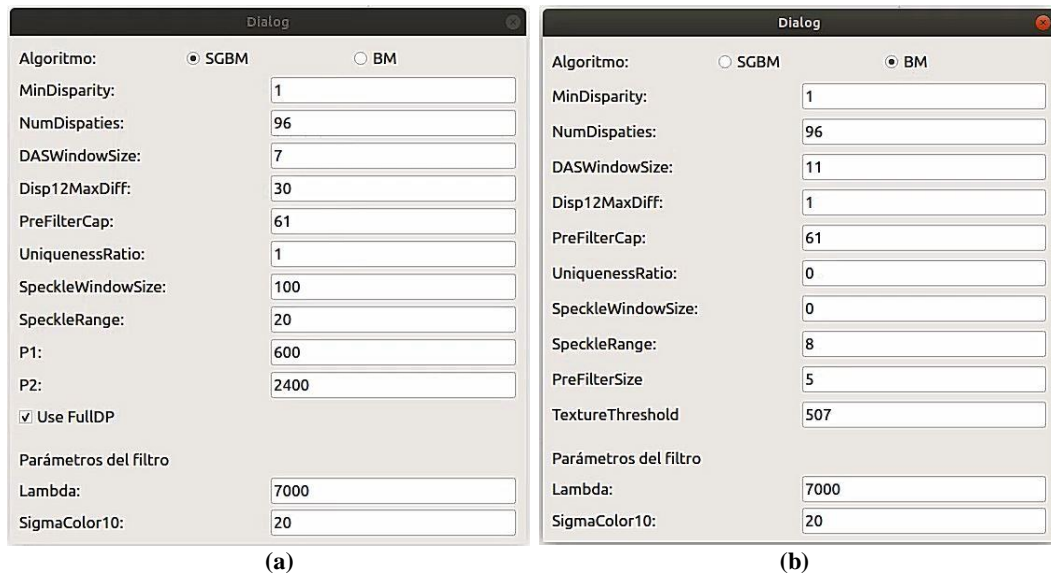 Dialog
Algoritmo: SGBM BM
MinDisparity: 1
NumDispaties: 96
DASWindowSize: 7
Disp12MaxDiff: 30
PreFilterCap: 61
UniquenessRatio: 1
SpeckleWindowSize: 100
SpeckleRange: 20
P1: 600
P2: 2400
Use FullDP
Parámetros del filtro
Lambda: 7000
SigmaColor10: 20
(a)
Dialog
Algoritmo: SGBM BM
MinDisparity: 1
NumDispaties: 96
DASWindowSize: 11
Disp12MaxDiff: 1
PreFilterCap: 61
UniquenessRatio: 0
SpeckleWindowSize: 0
SpeckleRange: 8
PreFilterSize 5
TextureThreshold 507
Parámetros del filtro
Lambda: 7000
SigmaColor10: 20
(b)